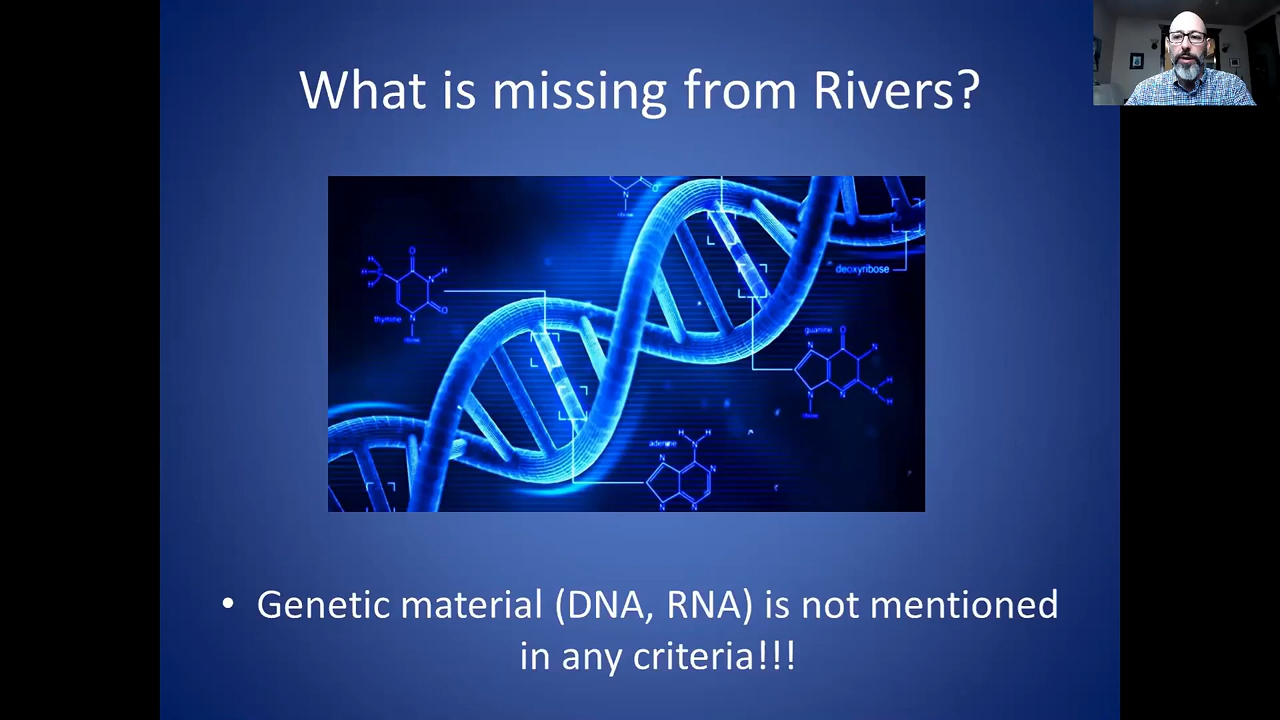 What is missing from Rivers?
deoxyribose
thymine
guanine
adenine
• Genetic material (DNA, RNA) is not mentioned
in any criteria!!!